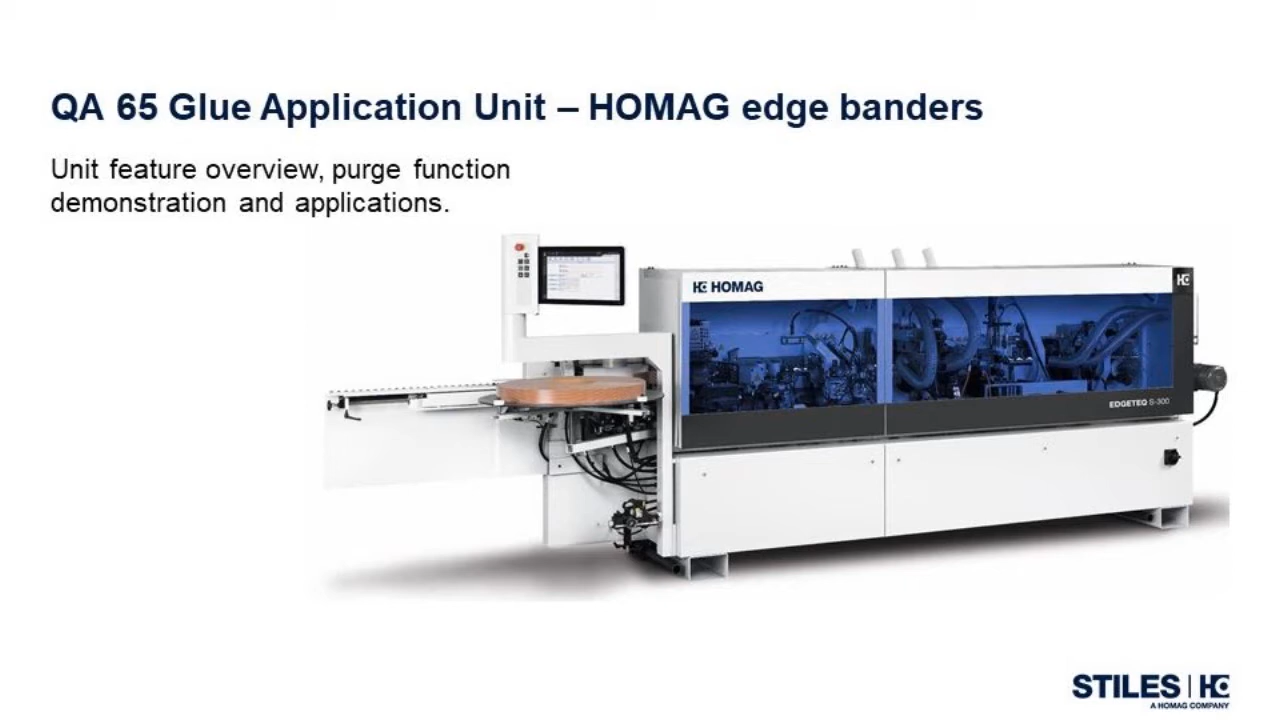 QA 65 Glue Application Unit – HOMAG edge banders
Unit feature overview, purge function
demonstration and applications.
HOMAG
EDGETEQ S-300
STILES
A HOMAG COMPANY